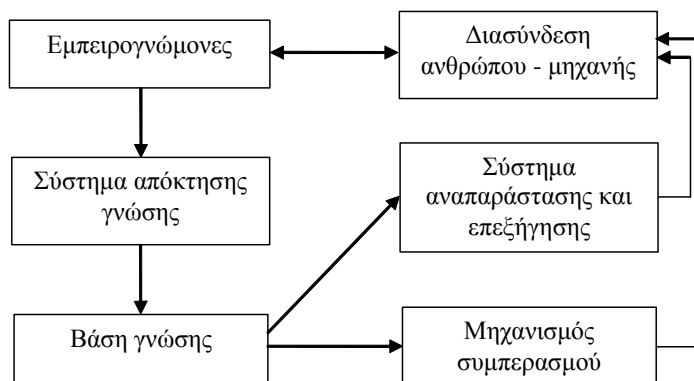 Εμπειρογνώμονες
Διασύνδεση
ανθρώπου - μηχανής
Σύστημα απόκτησης
γνώσης
Σύστημα
αναπαράστασης και
επεξήγησης
Βάση γνώσης
Μηχανισμός
συμπερασμού